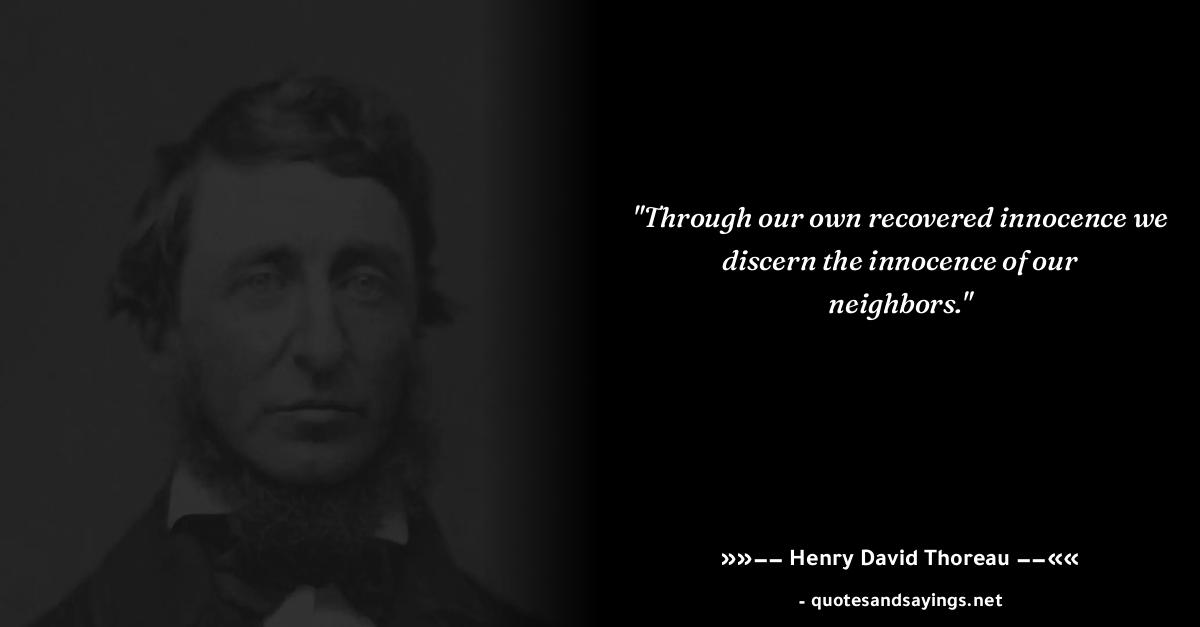 "Through our own recovered innocence we
discern the innocence of our
neighbors."
»»−− Henry David Thoreau −−««
- quotesandsayings.net